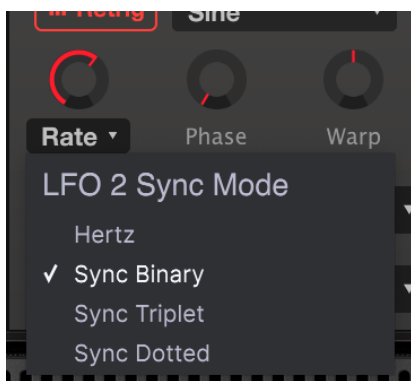 Retrig Sine
Rate Phase Warp
LFO 2 Sync Mode
Hertz
✓ Sync Binary
Sync Triplet
Sync Dotted